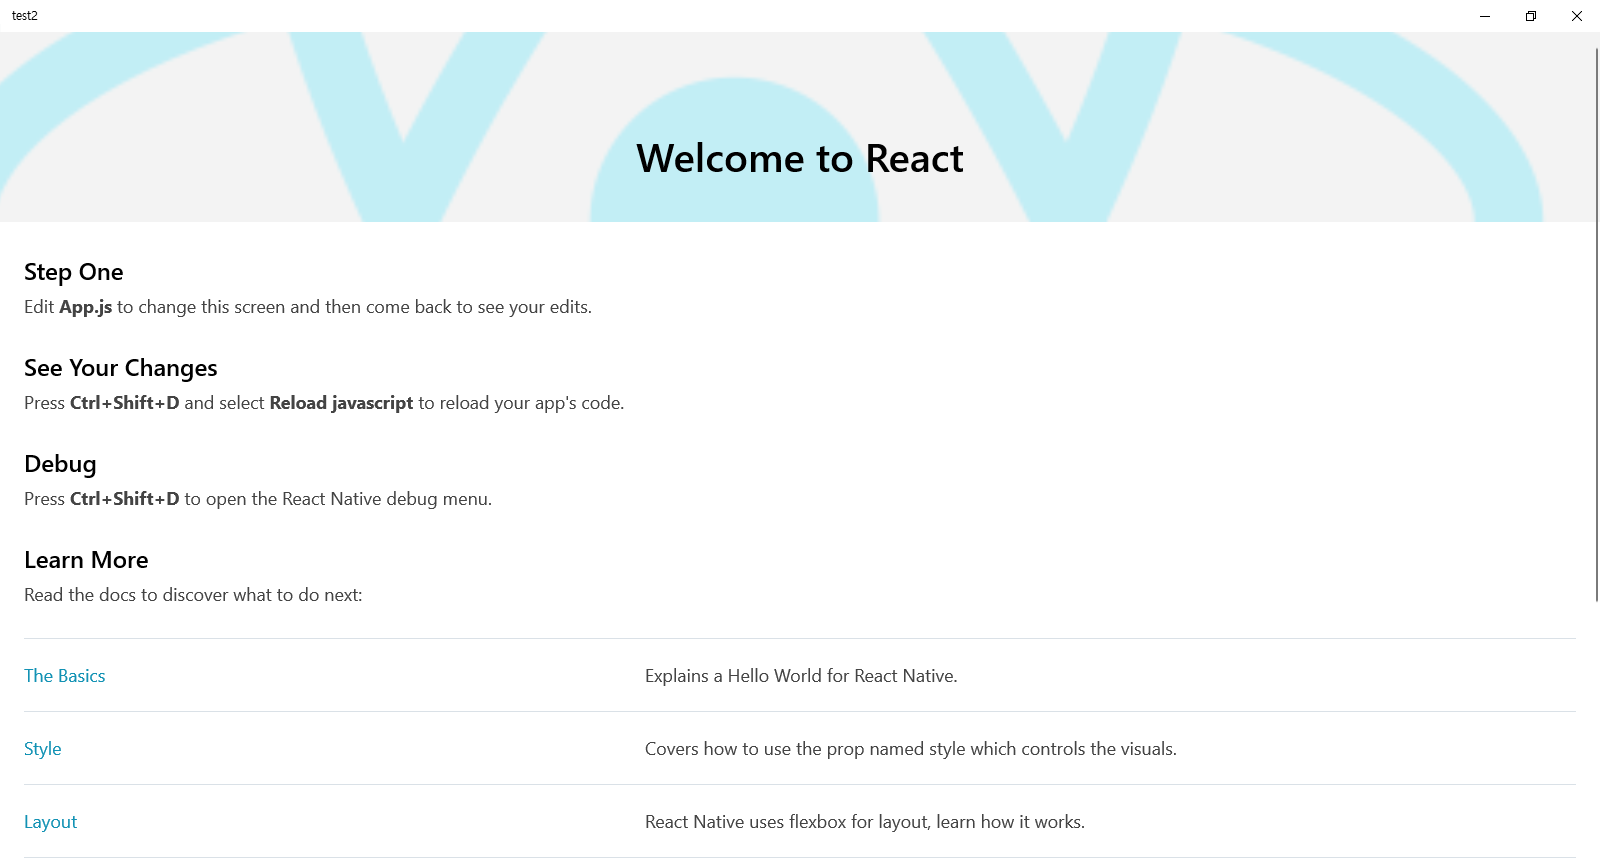 test2
Welcome to React
Step One
Edit App.js to change this screen and then come back to see your edits.
See Your Changes
Press Ctrl+Shift+D and select Reload javascript to reload your app's code.
Debug
Press Ctrl+Shift+D to open the React Native debug menu.
Learn More
Read the docs to discover what to do next:
The Basics Explains a Hello World for React Native.
Style Covers how to use the prop named style which controls the visuals.
Layout React Native uses flexbox for layout, learn how it works.